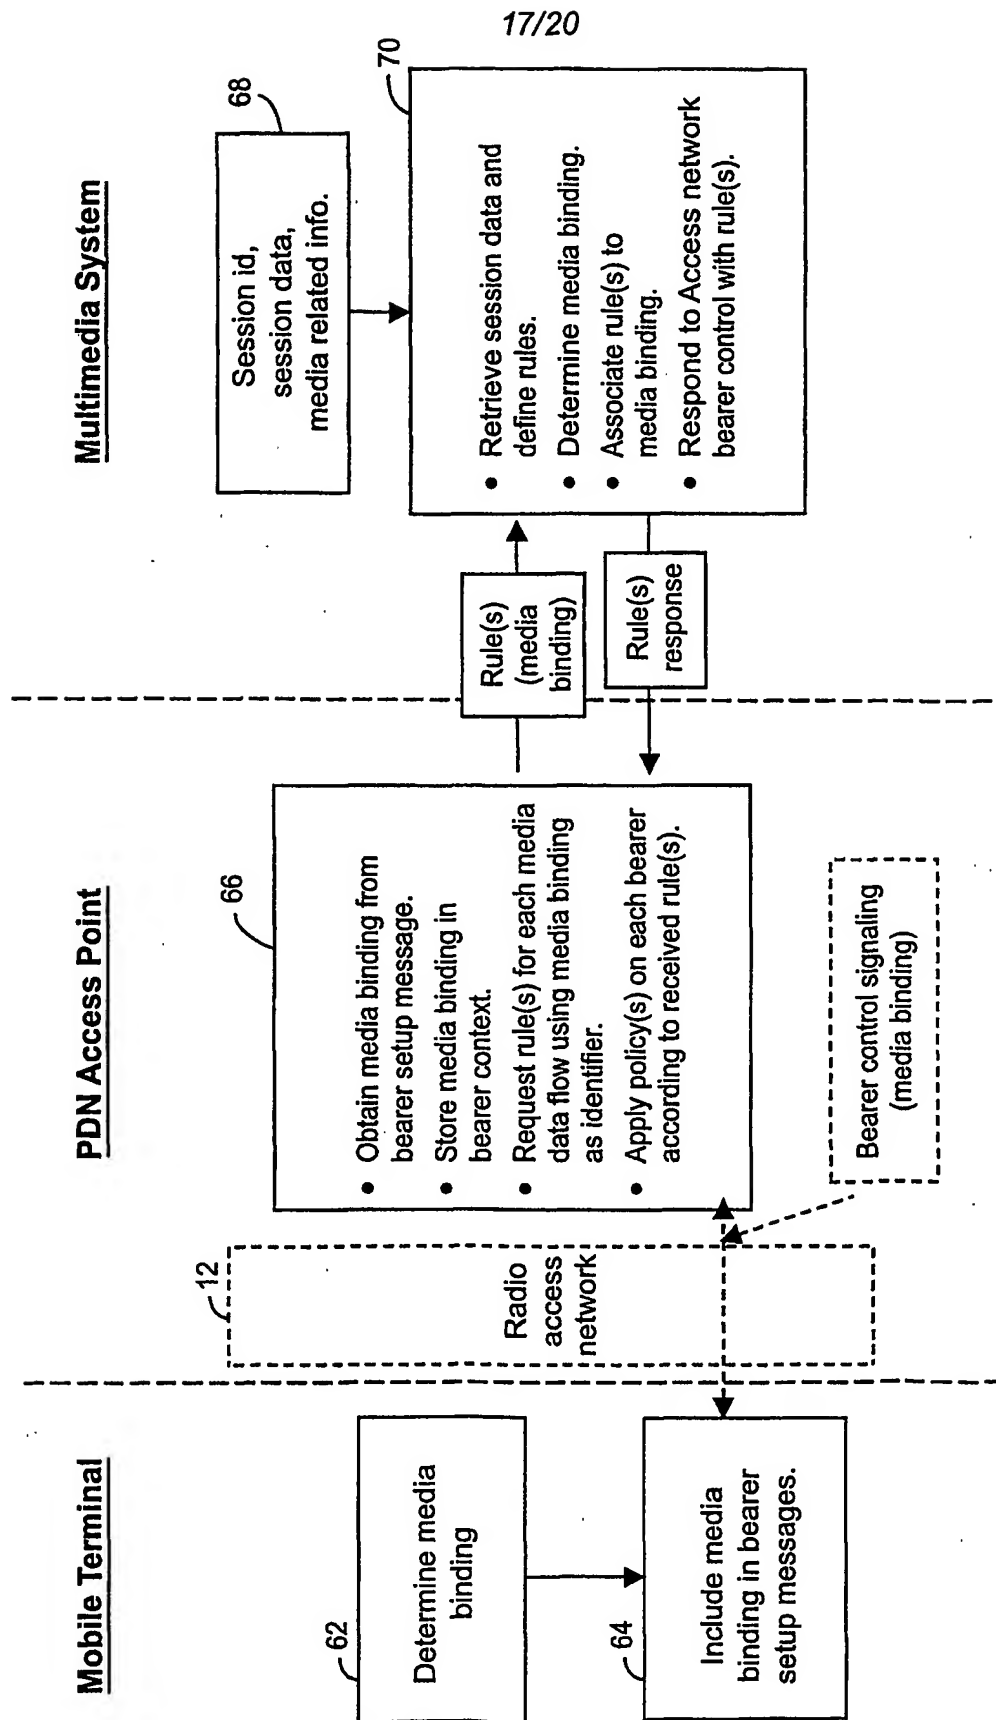 17/20
Mobile Terminal
PDN Access Point
Multimedia System
62
Determine media
binding
64
Include media
binding in bearer
setup messages.
12
Radio
access
network
66
• Obtain media binding from
bearer setup message.
• Store media binding in
bearer context.
• Request rule(s) for each media
data flow using media binding
as identifier.
• Apply policy(s) on each bearer
according to received rule(s).
Bearer control signaling
(media binding)
Rule(s)
(media
binding)
Rule(s)
response
68
Session id,
session data,
media related info.
70
• Retrieve session data and
define rules.
• Determine media binding.
• Associate rule(s) to
media binding.
• Respond to Access network
bearer control with rule(s).